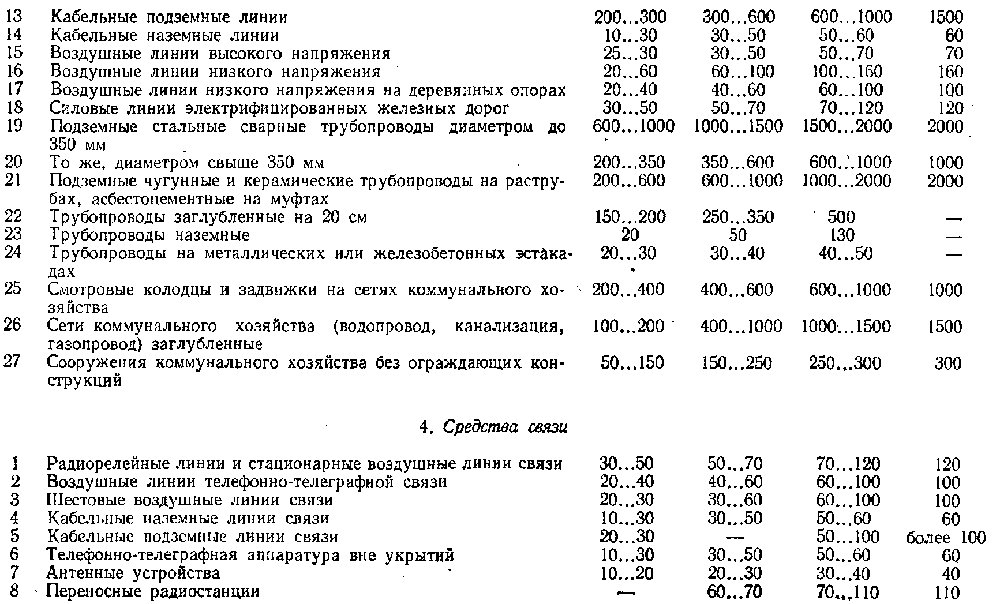 13 Кабельные подземные линии 200...300 300...600 600...1000 1500
14 Кабельные наземные линии 10...30 30...50 50...60 60
15 Воздушные линии высокого напряжения 25...30 30...50 50...70 70
16 Воздушные линии низкого напряжения 20...60 60...100 100...160 160
17 Воздушные линии низкого напряжения на деревянных опорах 20...40 40...60 60...100 100
18 Силовые линии электрифицированных железных дорог 30...50 50...70 70...120 120
19 Подземные стальные сварные трубопроводы диаметром до 600...1000 1000...1500 1500...2000 2000
350 мм
20 То же, диаметром свыше 350 мм 200...350 350...600 600...1000 1000
21 Подземные чугунные и керамические трубопроводы на растру- 200...600 600...1000 1000...2000 2000
бах, асбестоцементные на муфтах
22 Трубопроводы заглубленные на 20 см 150...200 250...350 500 —
23 Трубопроводы наземные 20 50 130 —
24 Трубопроводы на металлических или железобетонных эстака- 20...30 30...40 40...50 —
дах
25 Смотровые колодцы и задвижки на сетях коммунального хо- 200...400 400...600 600...1000 1000
зяйства
26 Сети коммунального хозяйства (водопровод, канализация, 100...200 400...1000 1000...1500 1500
газопровод) заглубленные
27 Сооружения коммунального хозяйства без ограждающих кон- 50...150 150...250 250...300 300
струкций
4. Средства связи
1 Радиорелейные линии и стационарные воздушные линии связи 30...50 50...70 70...120 120
2 Воздушные линии телефонно-телеграфной связи 20...40 40...60 60...100 100
3 Шестовые воздушные линии связи 20...30 30...60 60...100 100
4 Кабельные наземные линии связи 10...30 30...50 50...60 60
5 Кабельные подземные линии связи 20...30 — 50...100 более 100
6 Телефонно-телеграфная аппаратура вне укрытий 10...30 30...50 50...60 60
7 Антенные устройства 10...20 20...30 30...40 40
8 Переносные радиостанции — 60...70 70...110 110